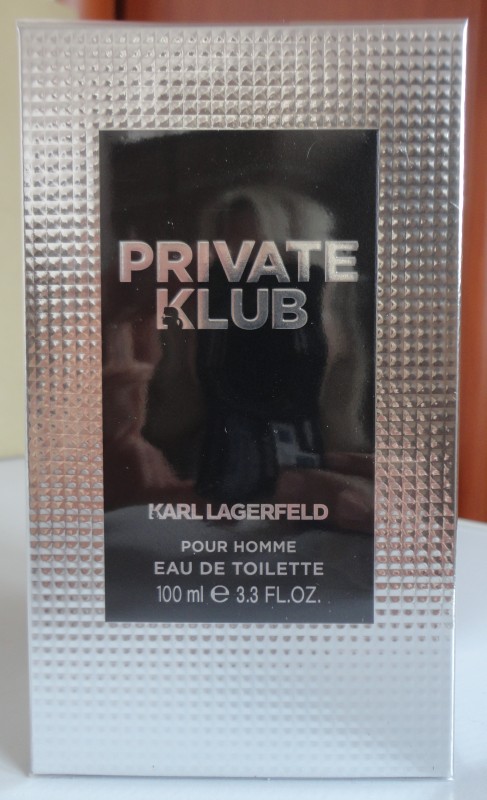 PRIVATE
KLUB
KARL LAGERFELD
POUR HOMME
EAU DE TOILETTE
100 ml ℮ 3.3 FL.OZ.